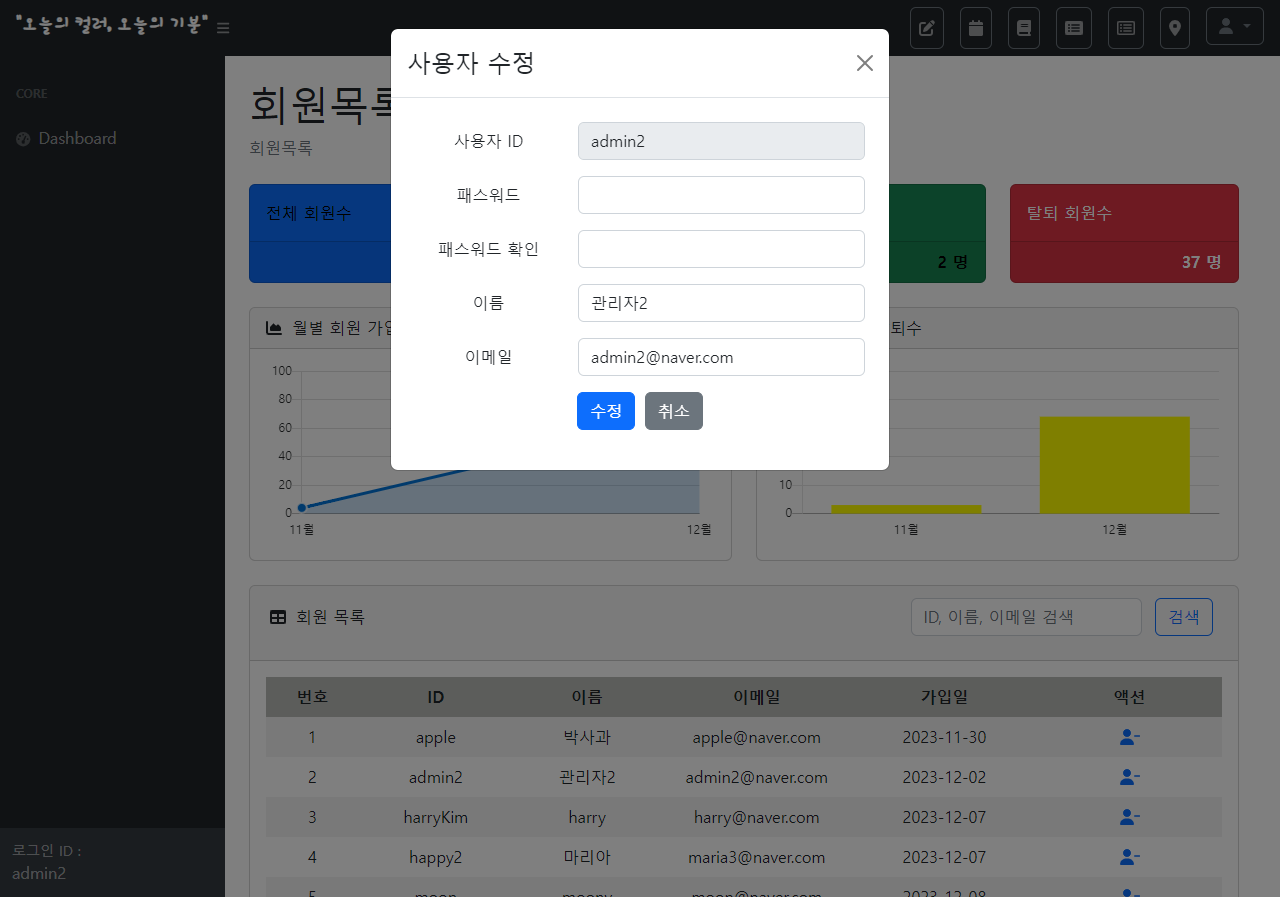 "오늘의 컬러, 오늘의 기분"
CORE
Dashboard
로그인 ID :
admin2
회원목록
회원목록
전체 회원수
2 명
탈퇴 회원수
37 명
월별 회원 가입
퇴수
100
80
60
40
20
0
11월
12월
10
0
11월
12월
사용자 수정
사용자 ID
admin2
패스워드
패스워드 확인
이름
관리자2
이메일
admin2@naver.com
수정 취소
회원 목록
ID, 이름, 이메일 검색 검색
번호 ID 이름 이메일 가입일 액션
1 apple 박사과 apple@naver.com 2023-11-30
2 admin2 관리자2 admin2@naver.com 2023-12-02
3 harryKim harry harry@naver.com 2023-12-07
4 happy2 마리아 maria3@naver.com 2023-12-07
5 moon moony moon@naver.com 2023-12-08